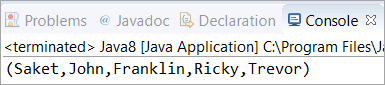 Problems @ Javadoc Declaration Console
<terminated> Java8 [Java Application] C:\Program Files\Ja
(Saket,John,Franklin,Ricky,Trevor)